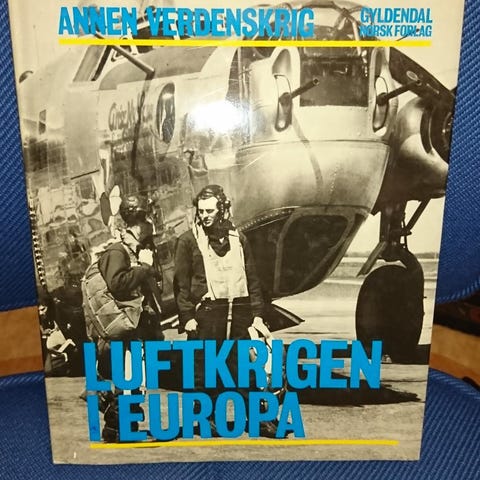 ANNEN VERDENSKRIG
GYLDENDAL
NORSK FORLAG
LUFTKRIGEN
I EUROPA